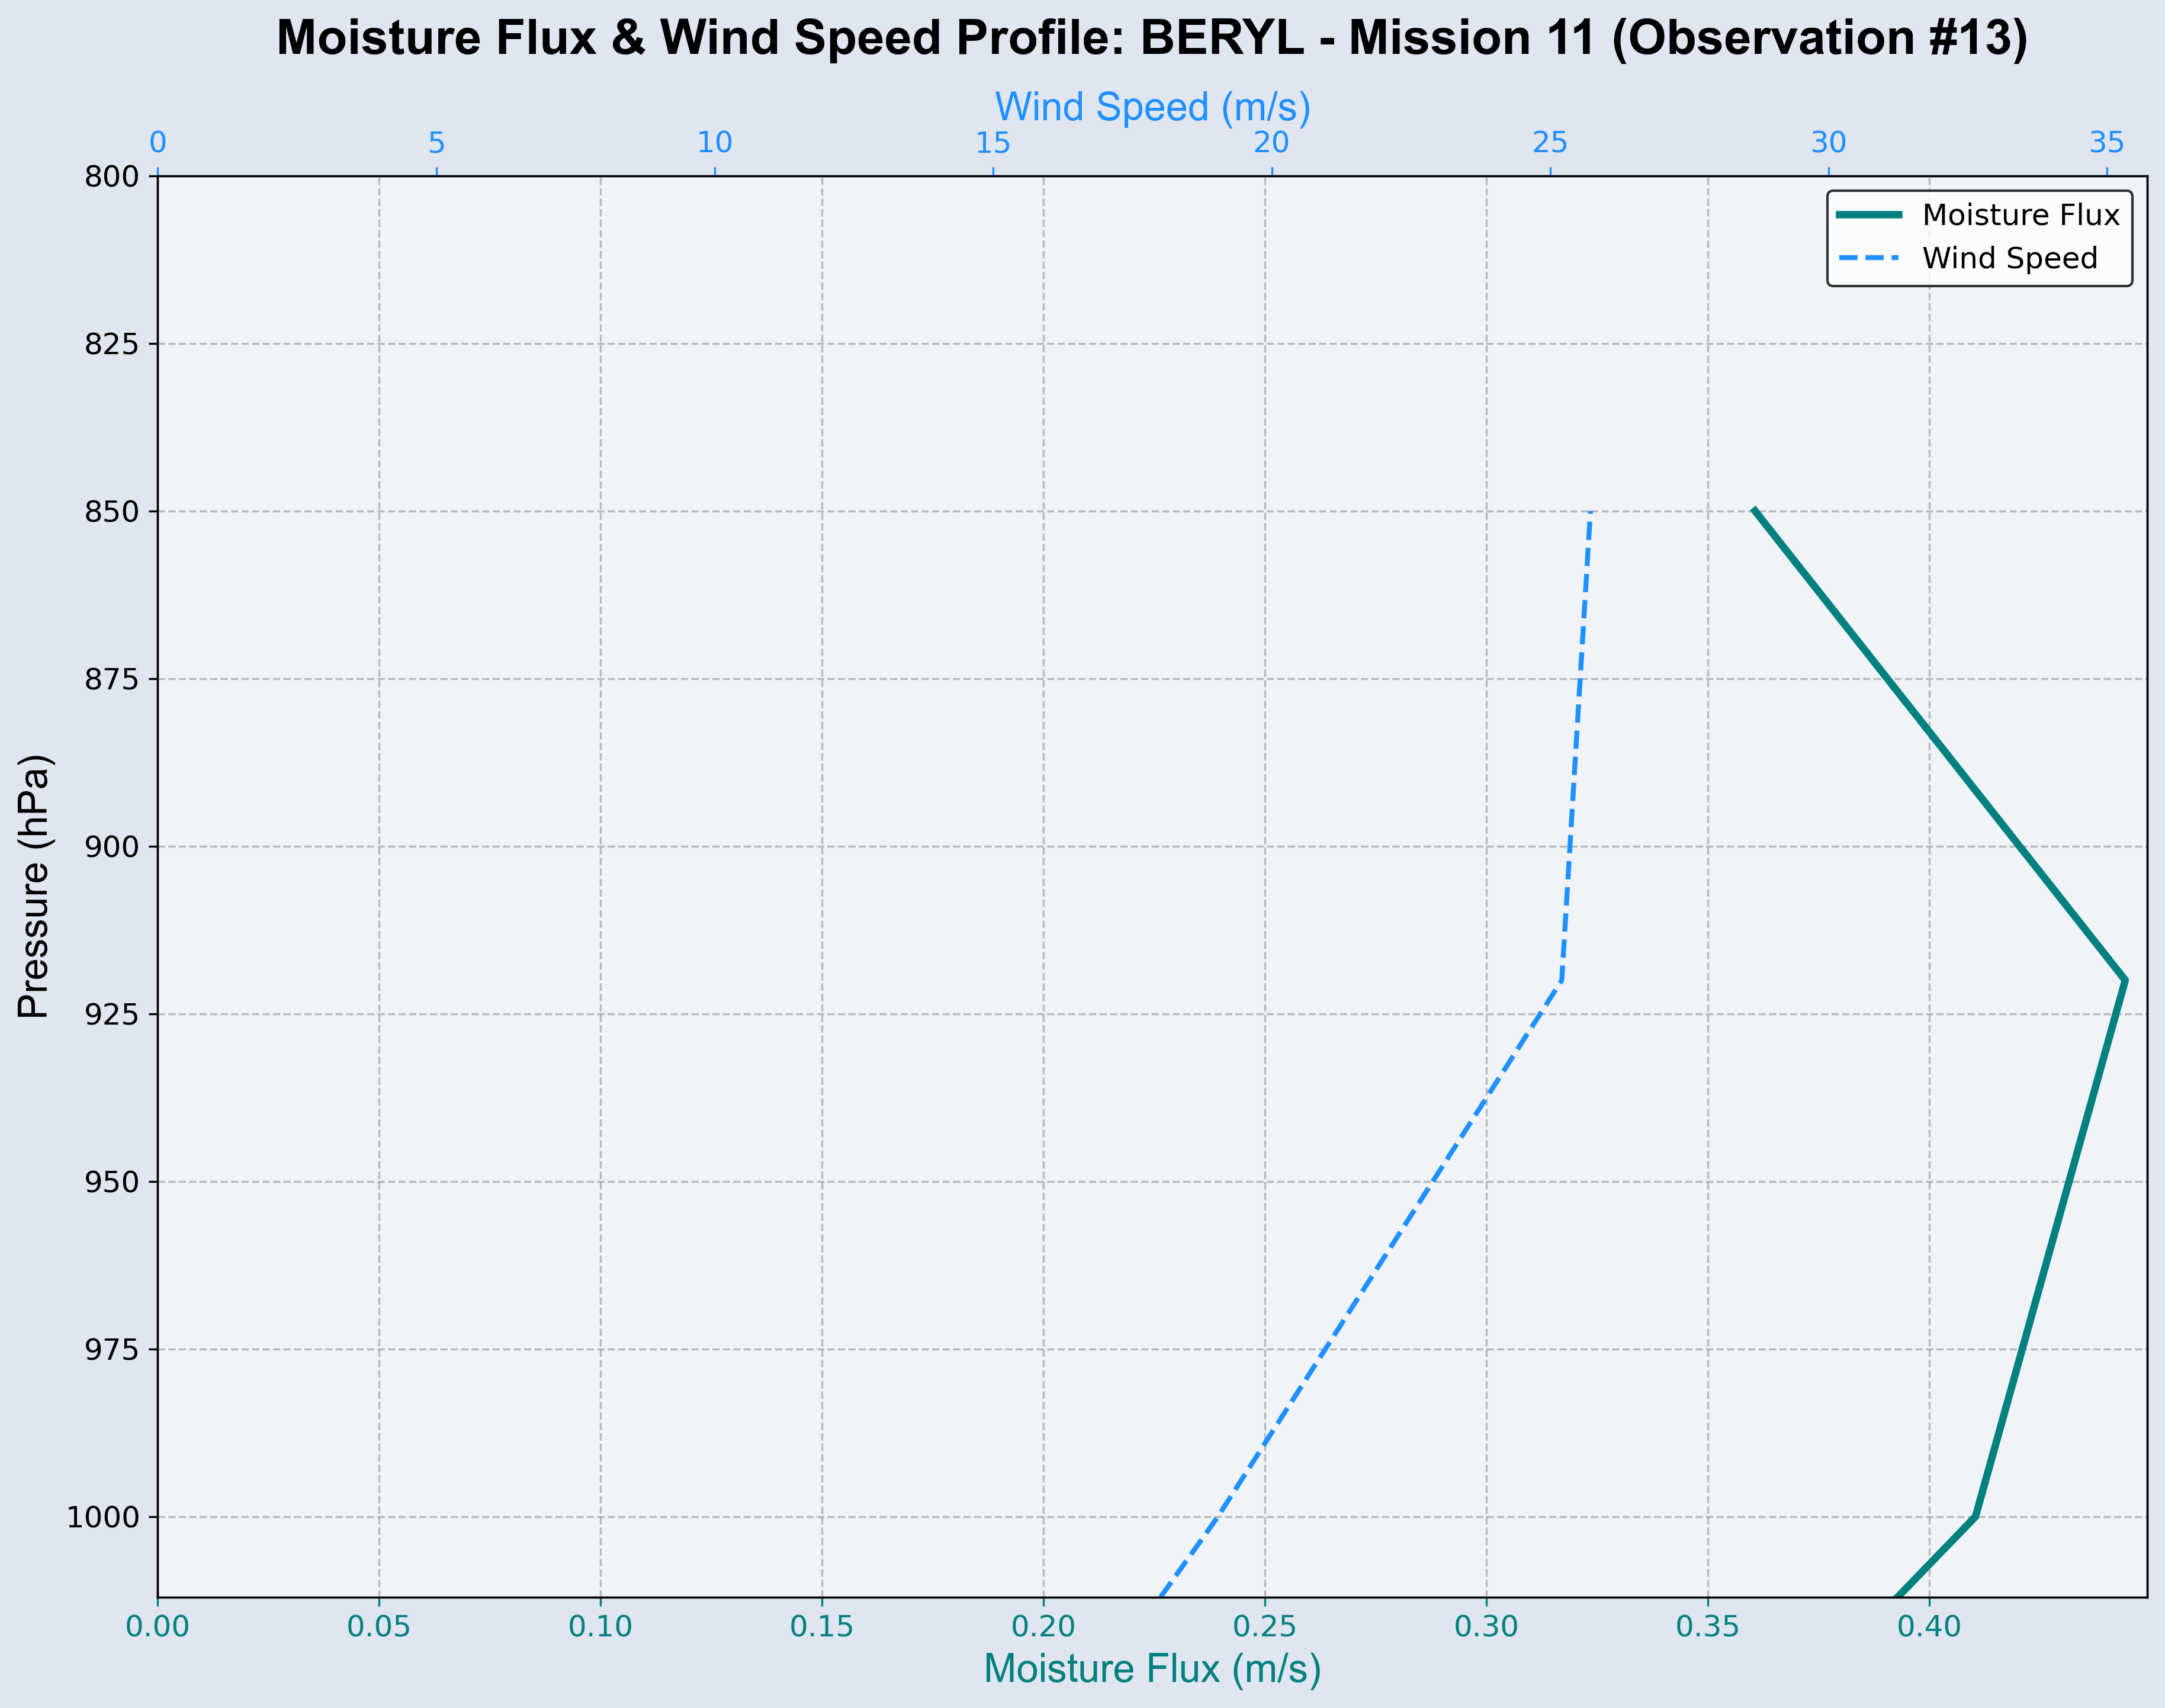 Moisture Flux & Wind Speed Profile: BERYL - Mission 11 (Observation #13)
Wind Speed (m/s)
0 5 10 15 20 25 30 35
Moisture Flux
Wind Speed
Pressure (hPa)
800
825
850
875
900
925
950
975
1000
0.00 0.05 0.10 0.15 0.20 0.25 0.30 0.35 0.40
Moisture Flux (m/s)